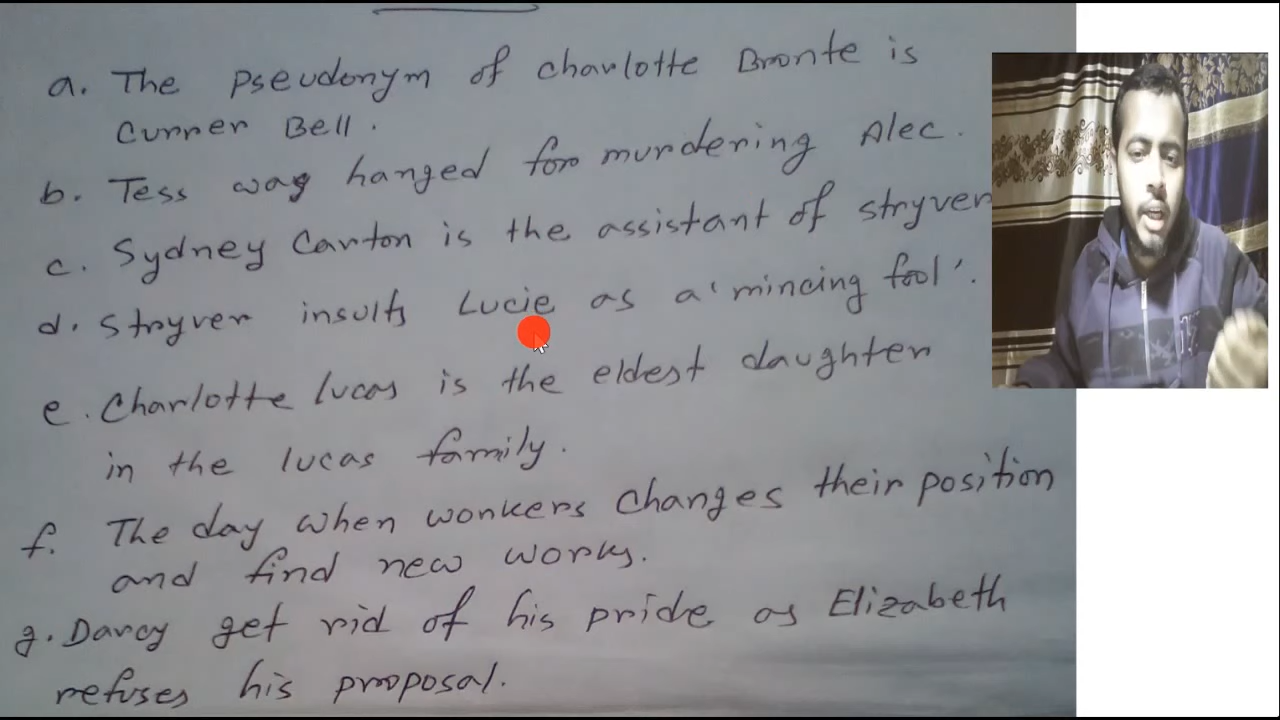 a. The Pseudonym of Charlotte Bronte is
Currer Bell.
b. Tess was hanged for murdering Alec.
c. Sydney Carton is the assistant of stryver
d. Stryver insults Lucie as a 'mincing fool'.
e. Charlotte lucas is the eldest daughter
in the lucas family.
f. The day when workers changes their position
and find new works.
g. Darcy get rid of his pride as Elizabeth
refuses his proposal.